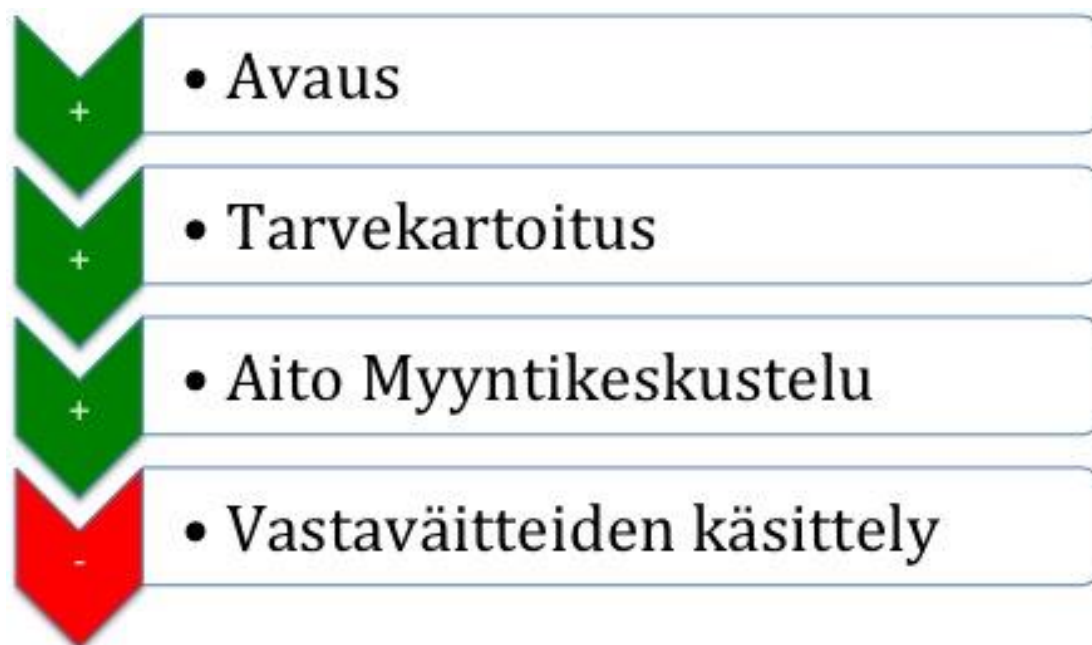 +
• Avaus
+
• Tarvekartoitus
+
• Aito Myyntikeskustelu
-
• Vastaväitteiden käsittely